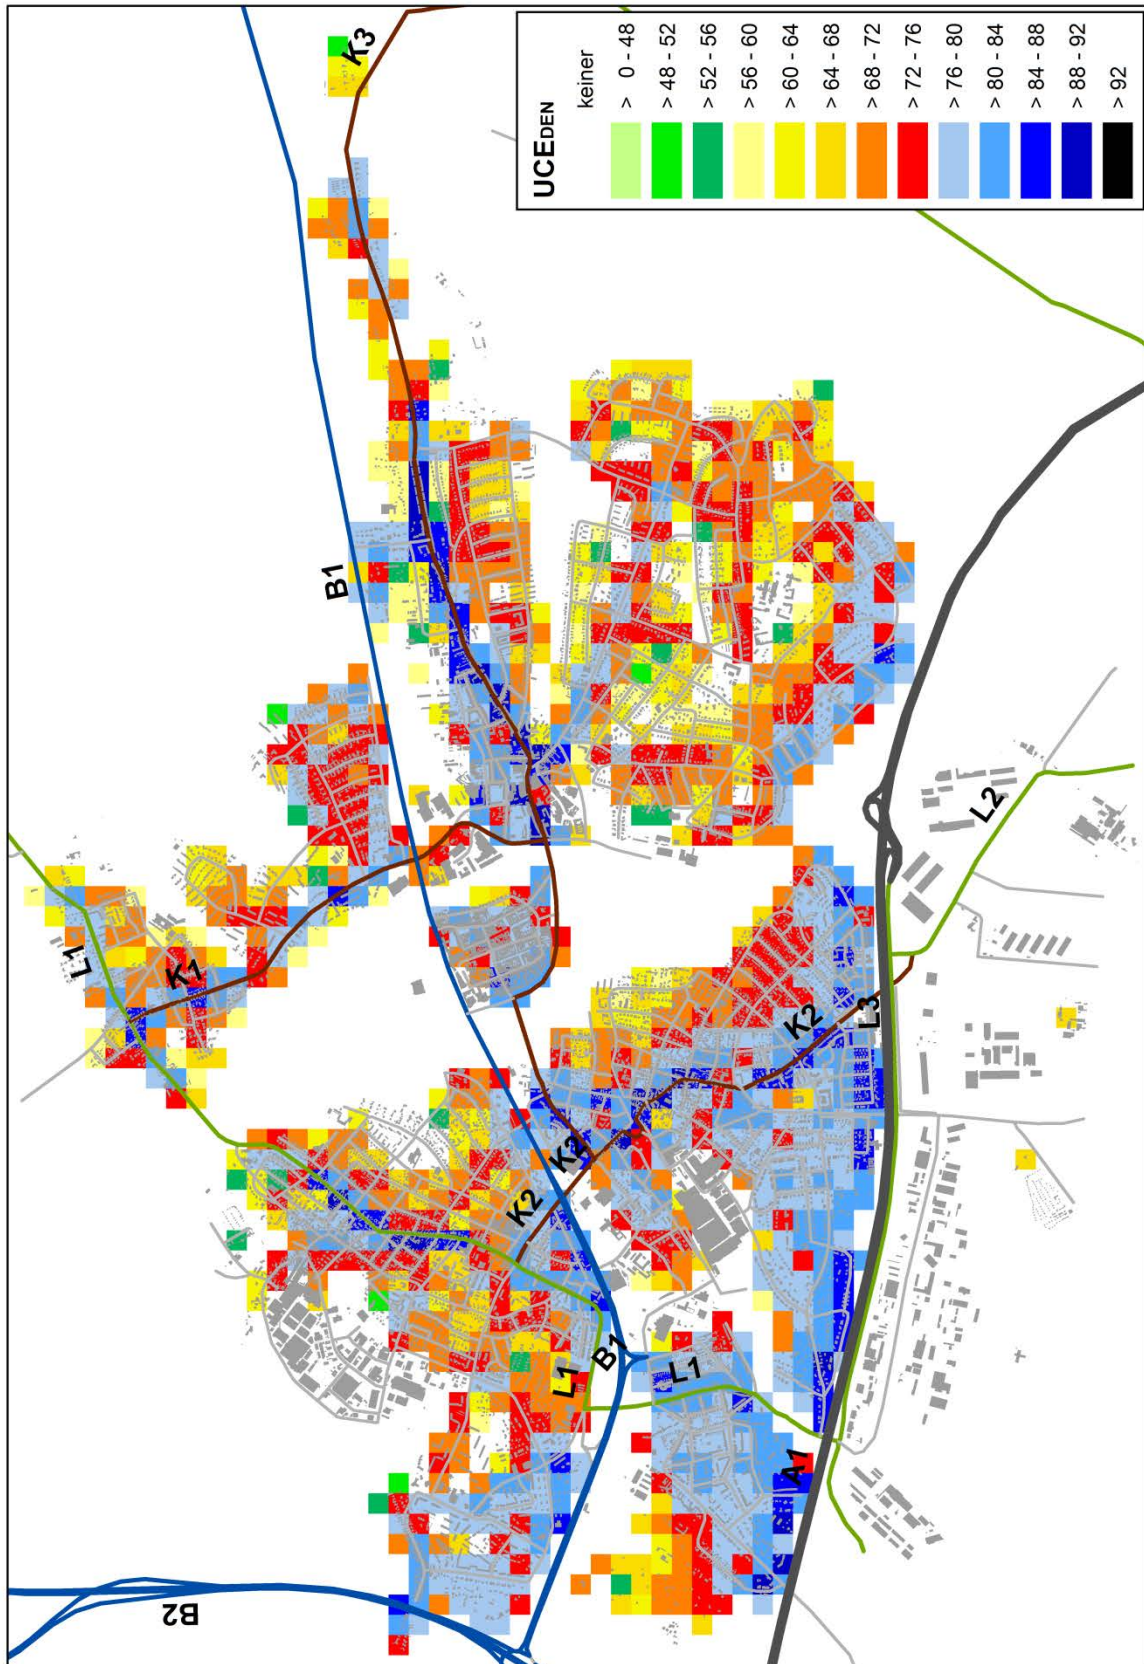 L1
B2
K1
B1
K3
K2
L1
K2
B1
L1
A1
K2
L3
L2
UCEDEN
keiner
> 0 - 48
> 48 - 52
> 52 - 56
> 56 - 60
> 60 - 64
> 64 - 68
> 68 - 72
> 72 - 76
> 76 - 80
> 80 - 84
> 84 - 88
> 88 - 92
> 92